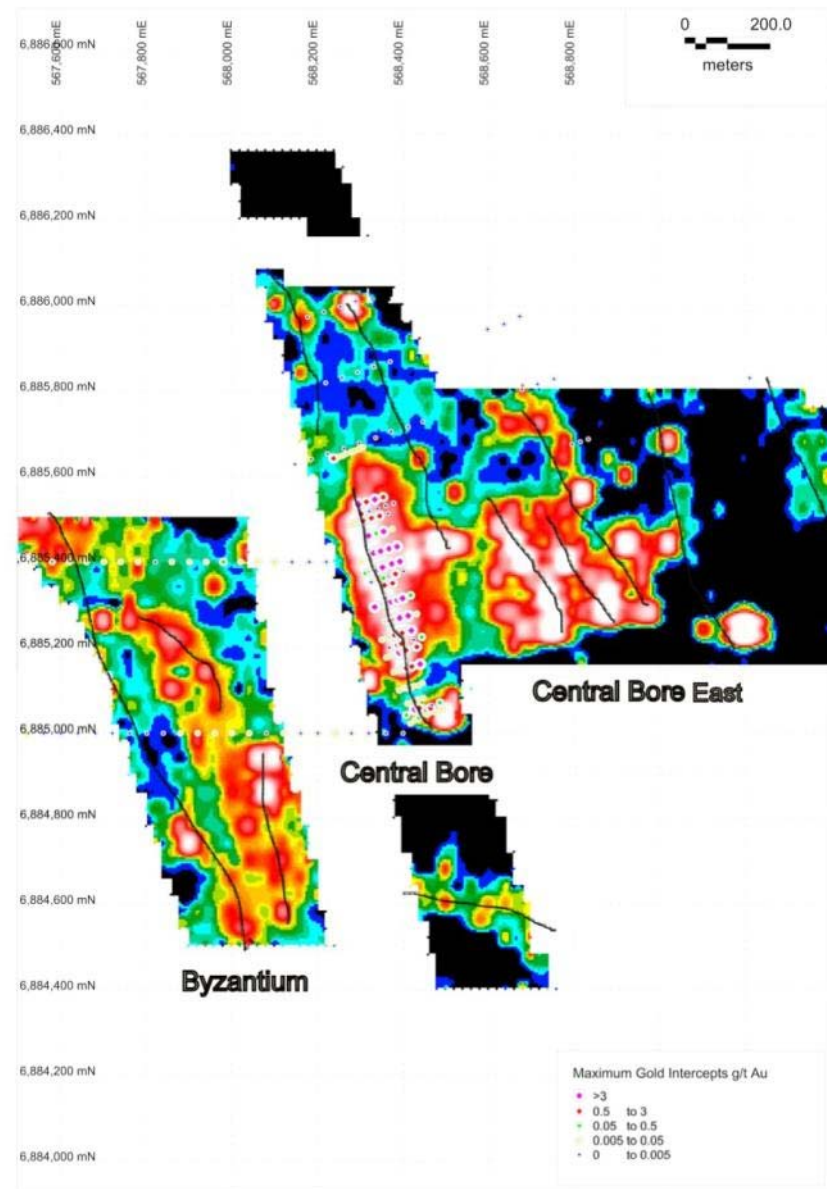 567,600 mE
567,800 mE
568,000 mE
568,200 mE
568,400 mE
568,600 mE
568,800 mE
0 200.0
meters
6,886,600 mN
6,886,400 mN
6,886,200 mN
6,886,000 mN
6,885,800 mN
6,885,600 mN
6,885,400 mN
6,885,200 mN
6,885,000 mN
6,884,800 mN
6,884,600 mN
6,884,400 mN
6,884,200 mN
6,884,000 mN
Central Bore East
Central Bore
Byzantium
Maximum Gold Intercepts g/t Au
>3
0.5 to 3
0.05 to 0.5
0.005 to 0.05
0 to 0.005